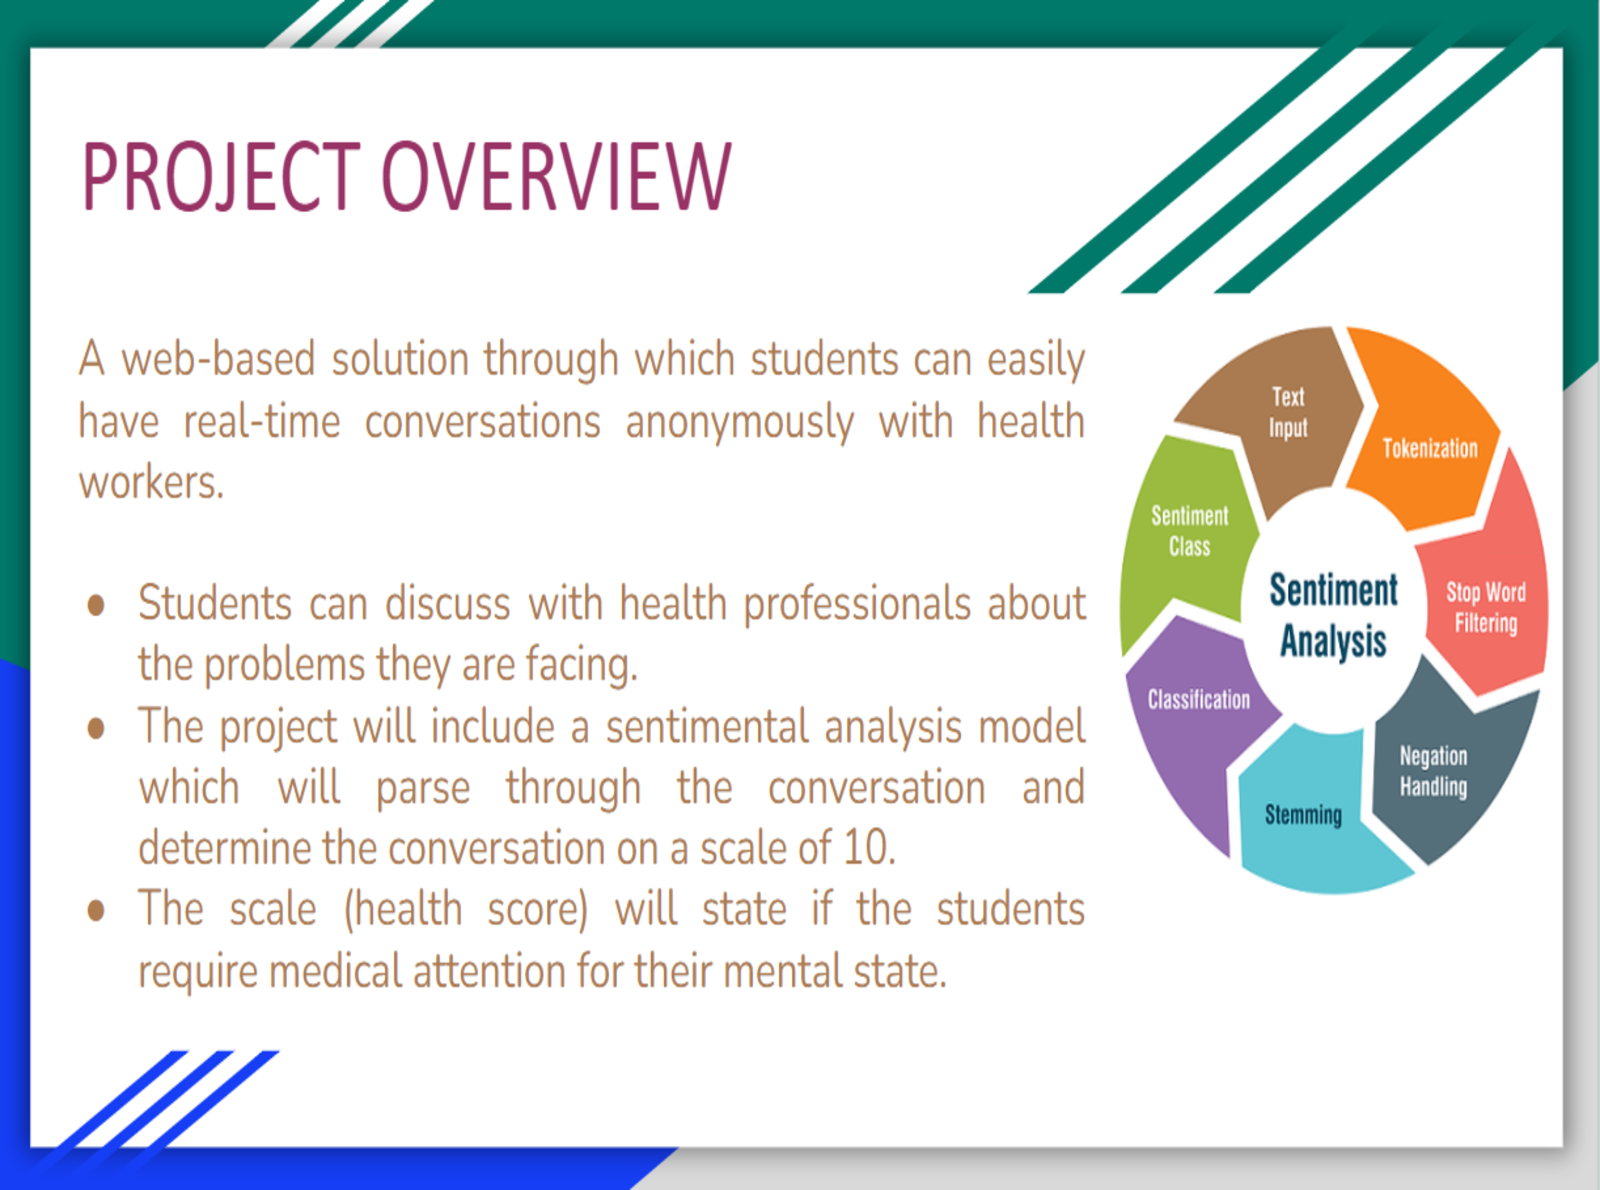 PROJECT OVERVIEW
A web-based solution through which students can easily
have real-time conversations anonymously with health
workers.
● Students can discuss with health professionals about
the problems they are facing.
● The project will include a sentimental analysis model
which will parse through the conversation and
determine the conversation on a scale of 10.
● The scale (health score) will state if the students
require medical attention for their mental state.
Text
Input
Tokenization
Stop Word
Filtering
Negation
Handling
Stemming
Classification
Sentiment
Class
Sentiment
Analysis